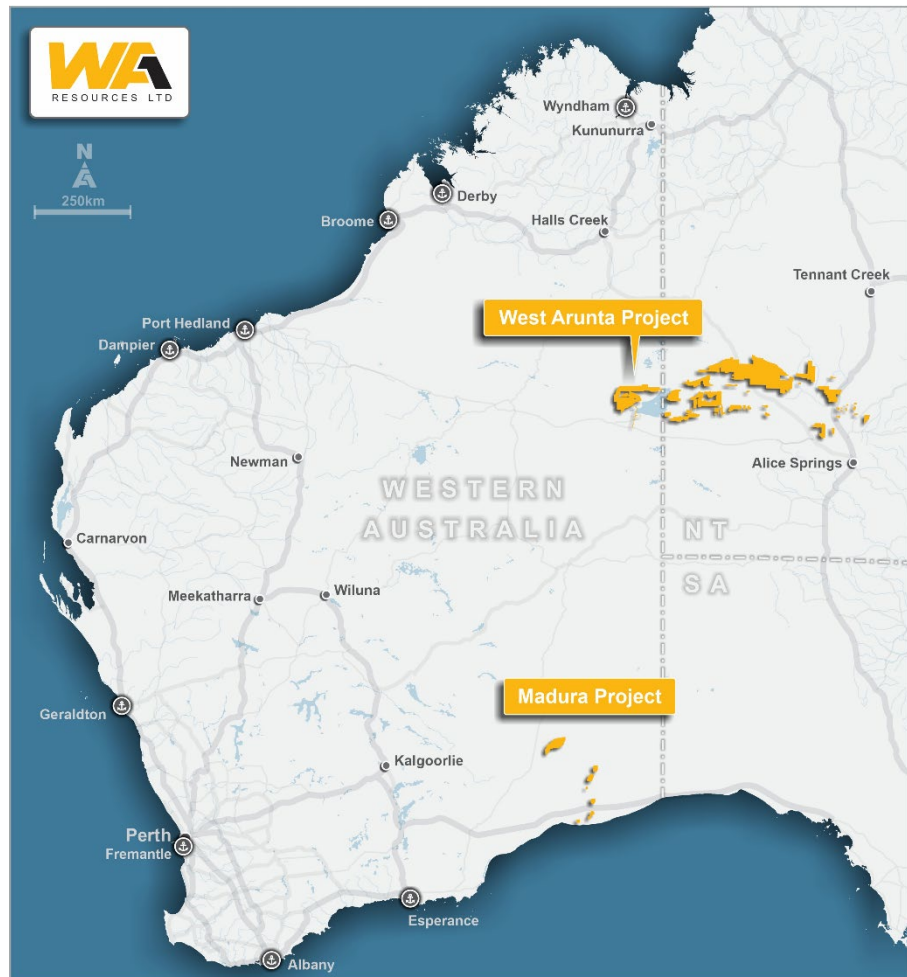 WA1
RESOURCES LTD
N
250km
Wyndham
Kununurra
Derby
Broome
Halls Creek
Tennant Creek
West Arunta Project
Port Hedland
Dampier
Newman
Alice Springs
WESTERN
AUSTRALIA
NT
SA
Carnarvon
Meekatharra
Wiluna
Madura Project
Geraldton
Kalgoorlie
Perth
Fremantle
Esperance
Albany